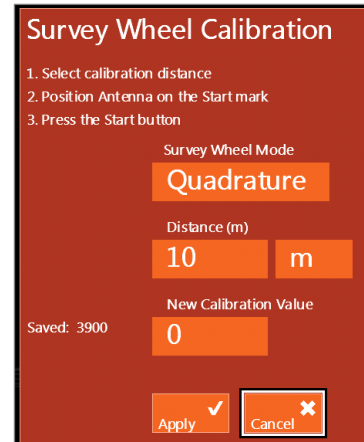 Survey Wheel Calibration
1. Select calibration distance
2. Position Antenna on the Start mark
3. Press the Start button
Survey Wheel Mode
Quadrature
Distance (m)
10
m
New Calibration Value
Saved: 3900
0
Apply
Cancel